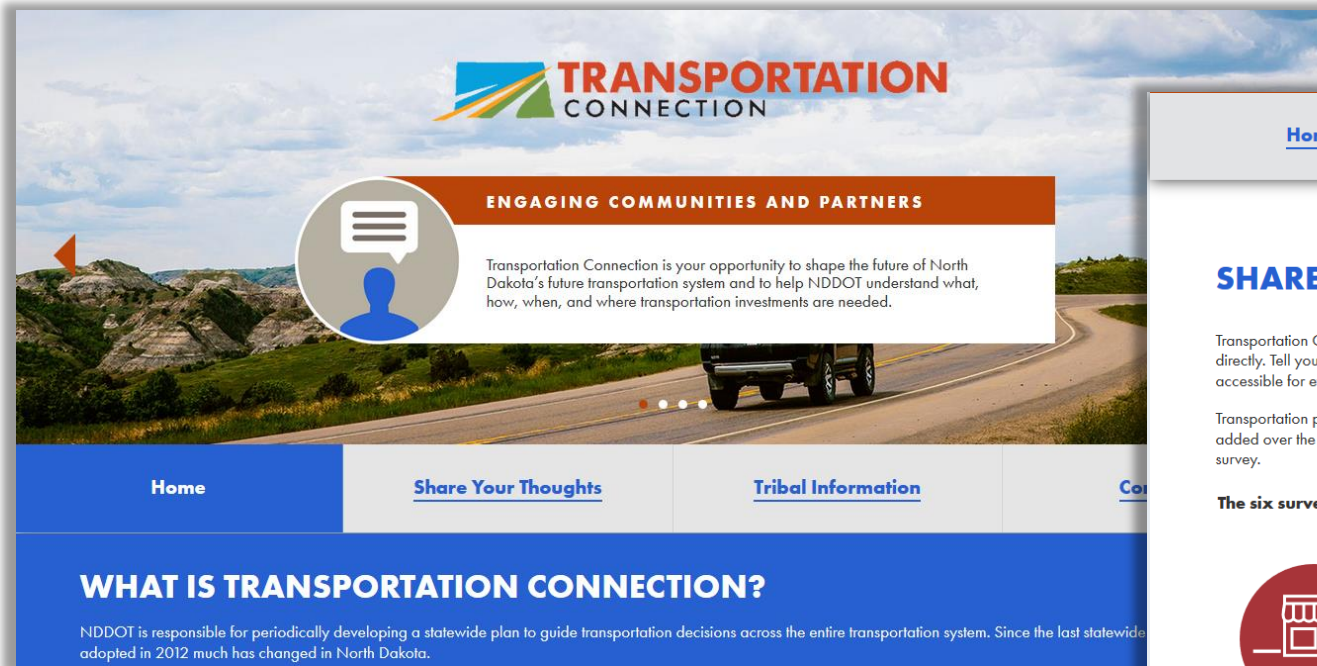 TRANSPORTATION
CONNECTION
ENGAGING COMMUNITIES AND PARTNERS
Transportation Connection is your opportunity to shape the future of North
Dakota's future transportation system and to help NDDOT understand what,
how, when, and where transportation investments are needed.
Home
Share Your Thoughts
Tribal Information
WHAT IS TRANSPORTATION CONNECTION?
NDDOT is responsible for periodically developing a statewide plan to guide transportation decisions across the entire transportation system. Since the last statewide
adopted in 2012 much has changed in North Dakota.
SHARE
Transportation
directly. Tell you
accessible for
Transportation
added over the
survey.
The six